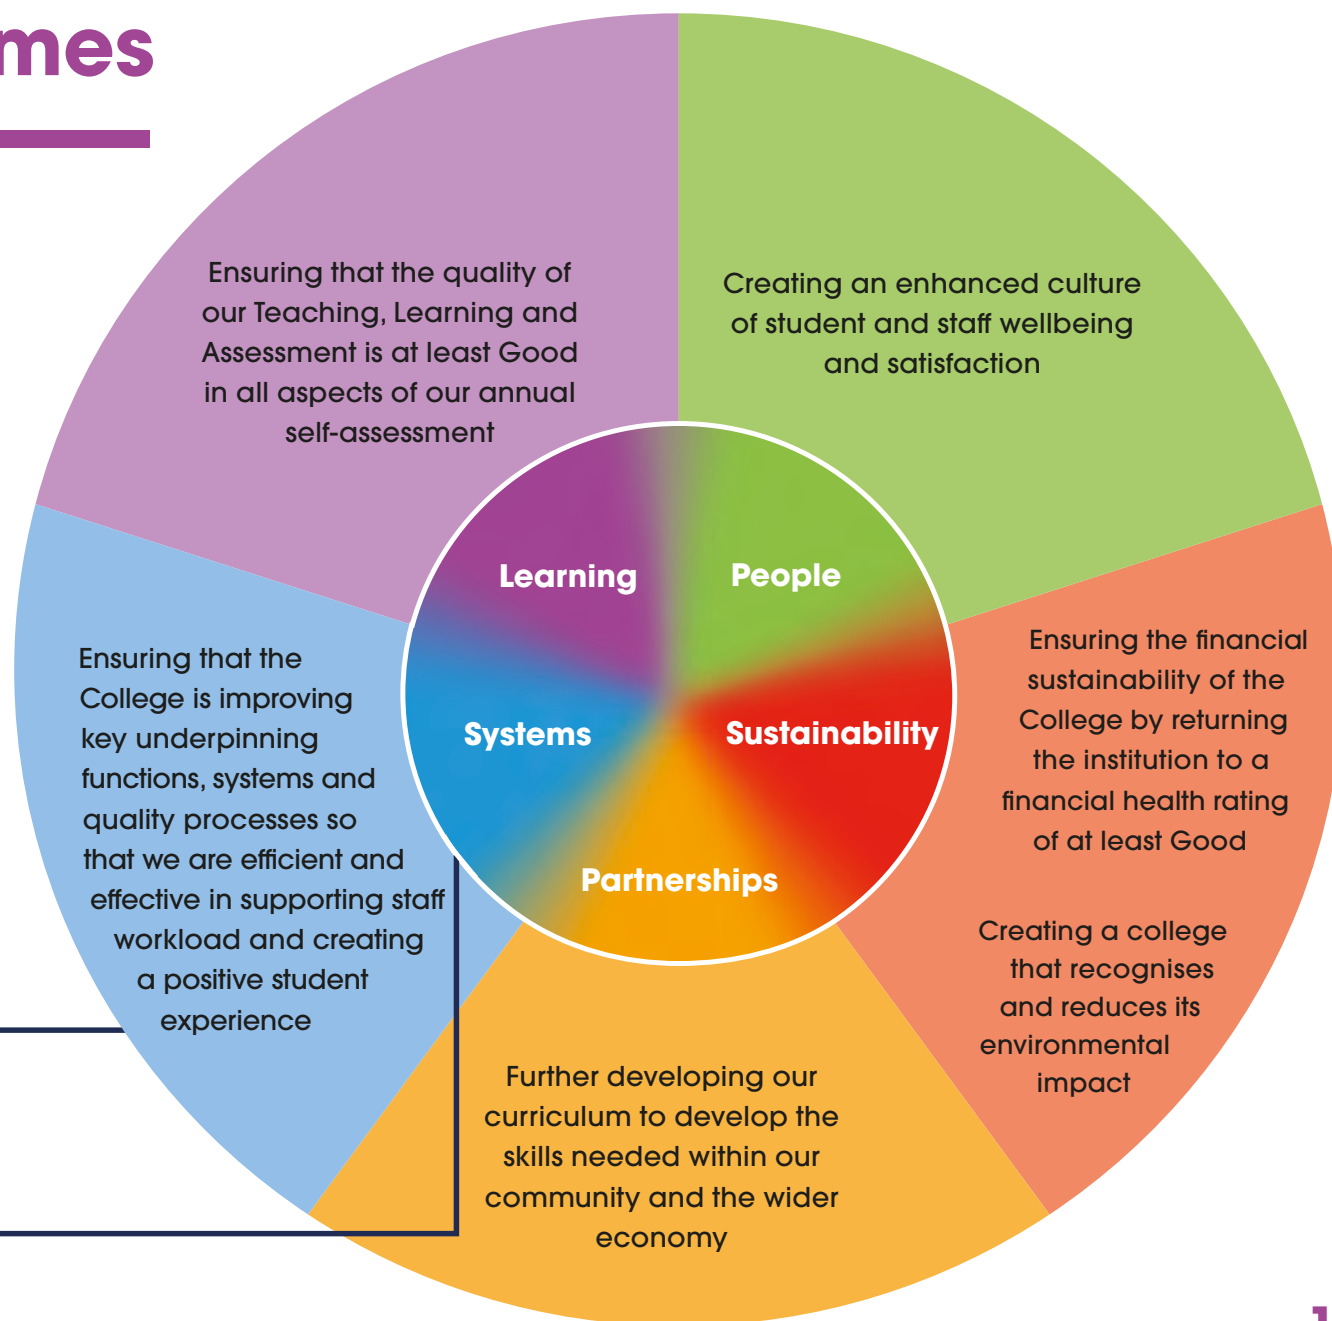 mes
Ensuring that the quality of
our Teaching, Learning and
Assessment is at least Good
in all aspects of our annual
self-assessment
Creating an enhanced culture
of student and staff wellbeing
and satisfaction
Learning
People
Systems
Sustainability
Partnerships
Ensuring that the
College is improving
key underpinning
functions, systems and
quality processes so
that we are efficient and
effective in supporting staff
workload and creating
a positive student
experience
Ensuring the financial
sustainability of the
College by returning
the institution to a
financial health rating
of at least Good
Creating a college
that recognises
and reduces its
environmental
impact
Further developing our
curriculum to develop the
skills needed within our
community and the wider
economy